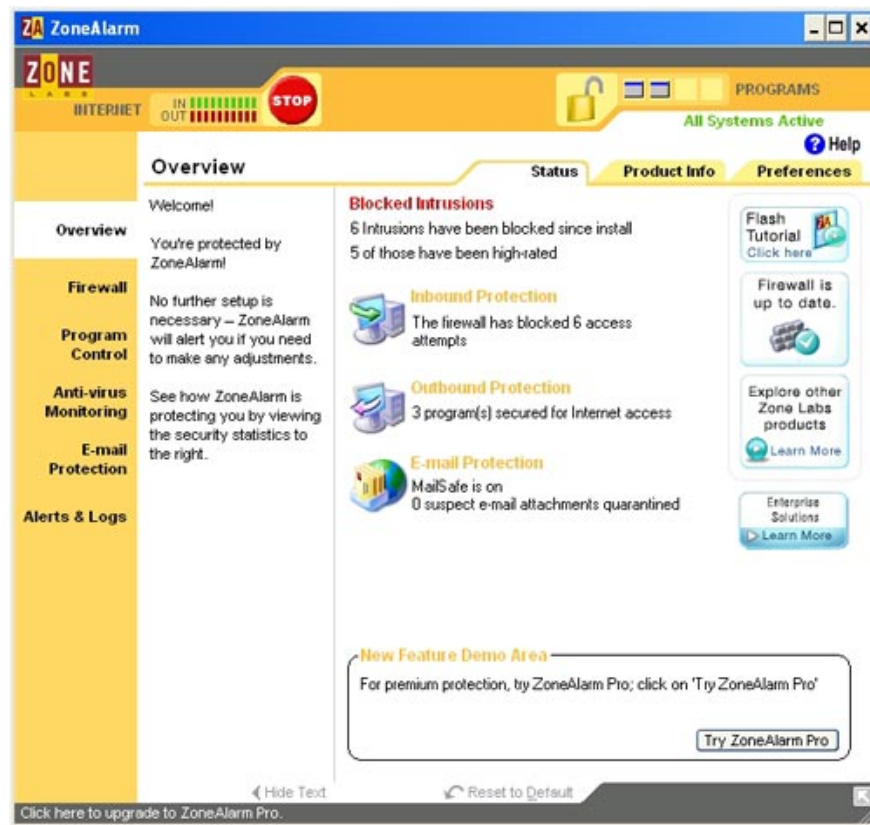 ZA ZoneAlarm
ZONE
LABS
INTERNET
IN
OUT
STOP
PROGRAMS
All Systems Active
? Help
Overview
Status
Product Info
Preferences
Overview
Firewall
Program
Control
Anti-virus
Monitoring
E-mail
Protection
Alerts & Logs
Welcome!
You're protected by
ZoneAlarm!
No further setup is
necessary – ZoneAlarm
will alert you if you need
to make any adjustments.
See how ZoneAlarm is
protecting you by viewing
the security statistics to
the right.
Blocked Intrusions
6 Intrusions have been blocked since install
5 of those have been high-rated
Inbound Protection
The firewall has blocked 6 access
attempts
Outbound Protection
3 program(s) secured for Internet access
E-mail Protection
MailSafe is on
0 suspect e-mail attachments quarantined
Flash
Tutorial
Click here
ZA
Firewall is
up to date.
Explore other
Zone Labs
products
Learn More
Enterprise
Solutions
Learn More
New Feature Demo Area
For premium protection, try ZoneAlarm Pro; click on 'Try ZoneAlarm Pro'
Try ZoneAlarm Pro
Hide Text
Reset to Default
Click here to upgrade to ZoneAlarm Pro.